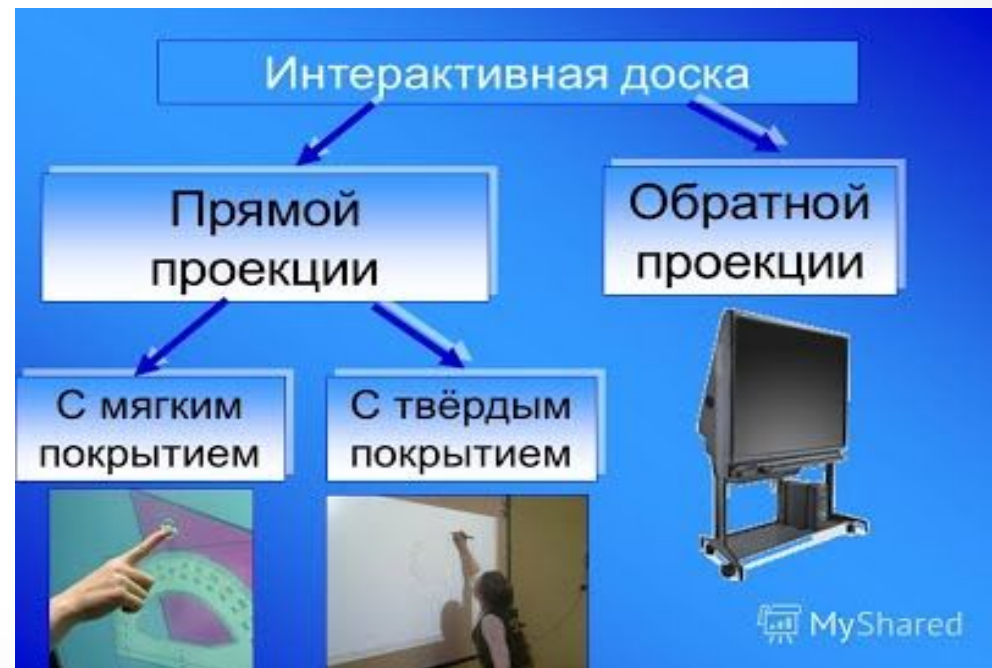 Интерактивная доска
Прямой
проекции
Обратной
проекции
С мягким
покрытием
С твёрдым
покрытием
MyShared